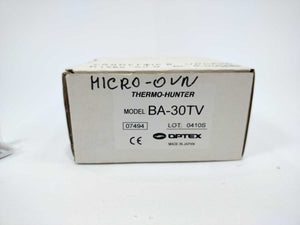 MICRO-OVN
THERMO-HUNTER
MODEL BA-30TV
07494 LOT: 0410S
CE OPTEX
MADE IN JAPAN